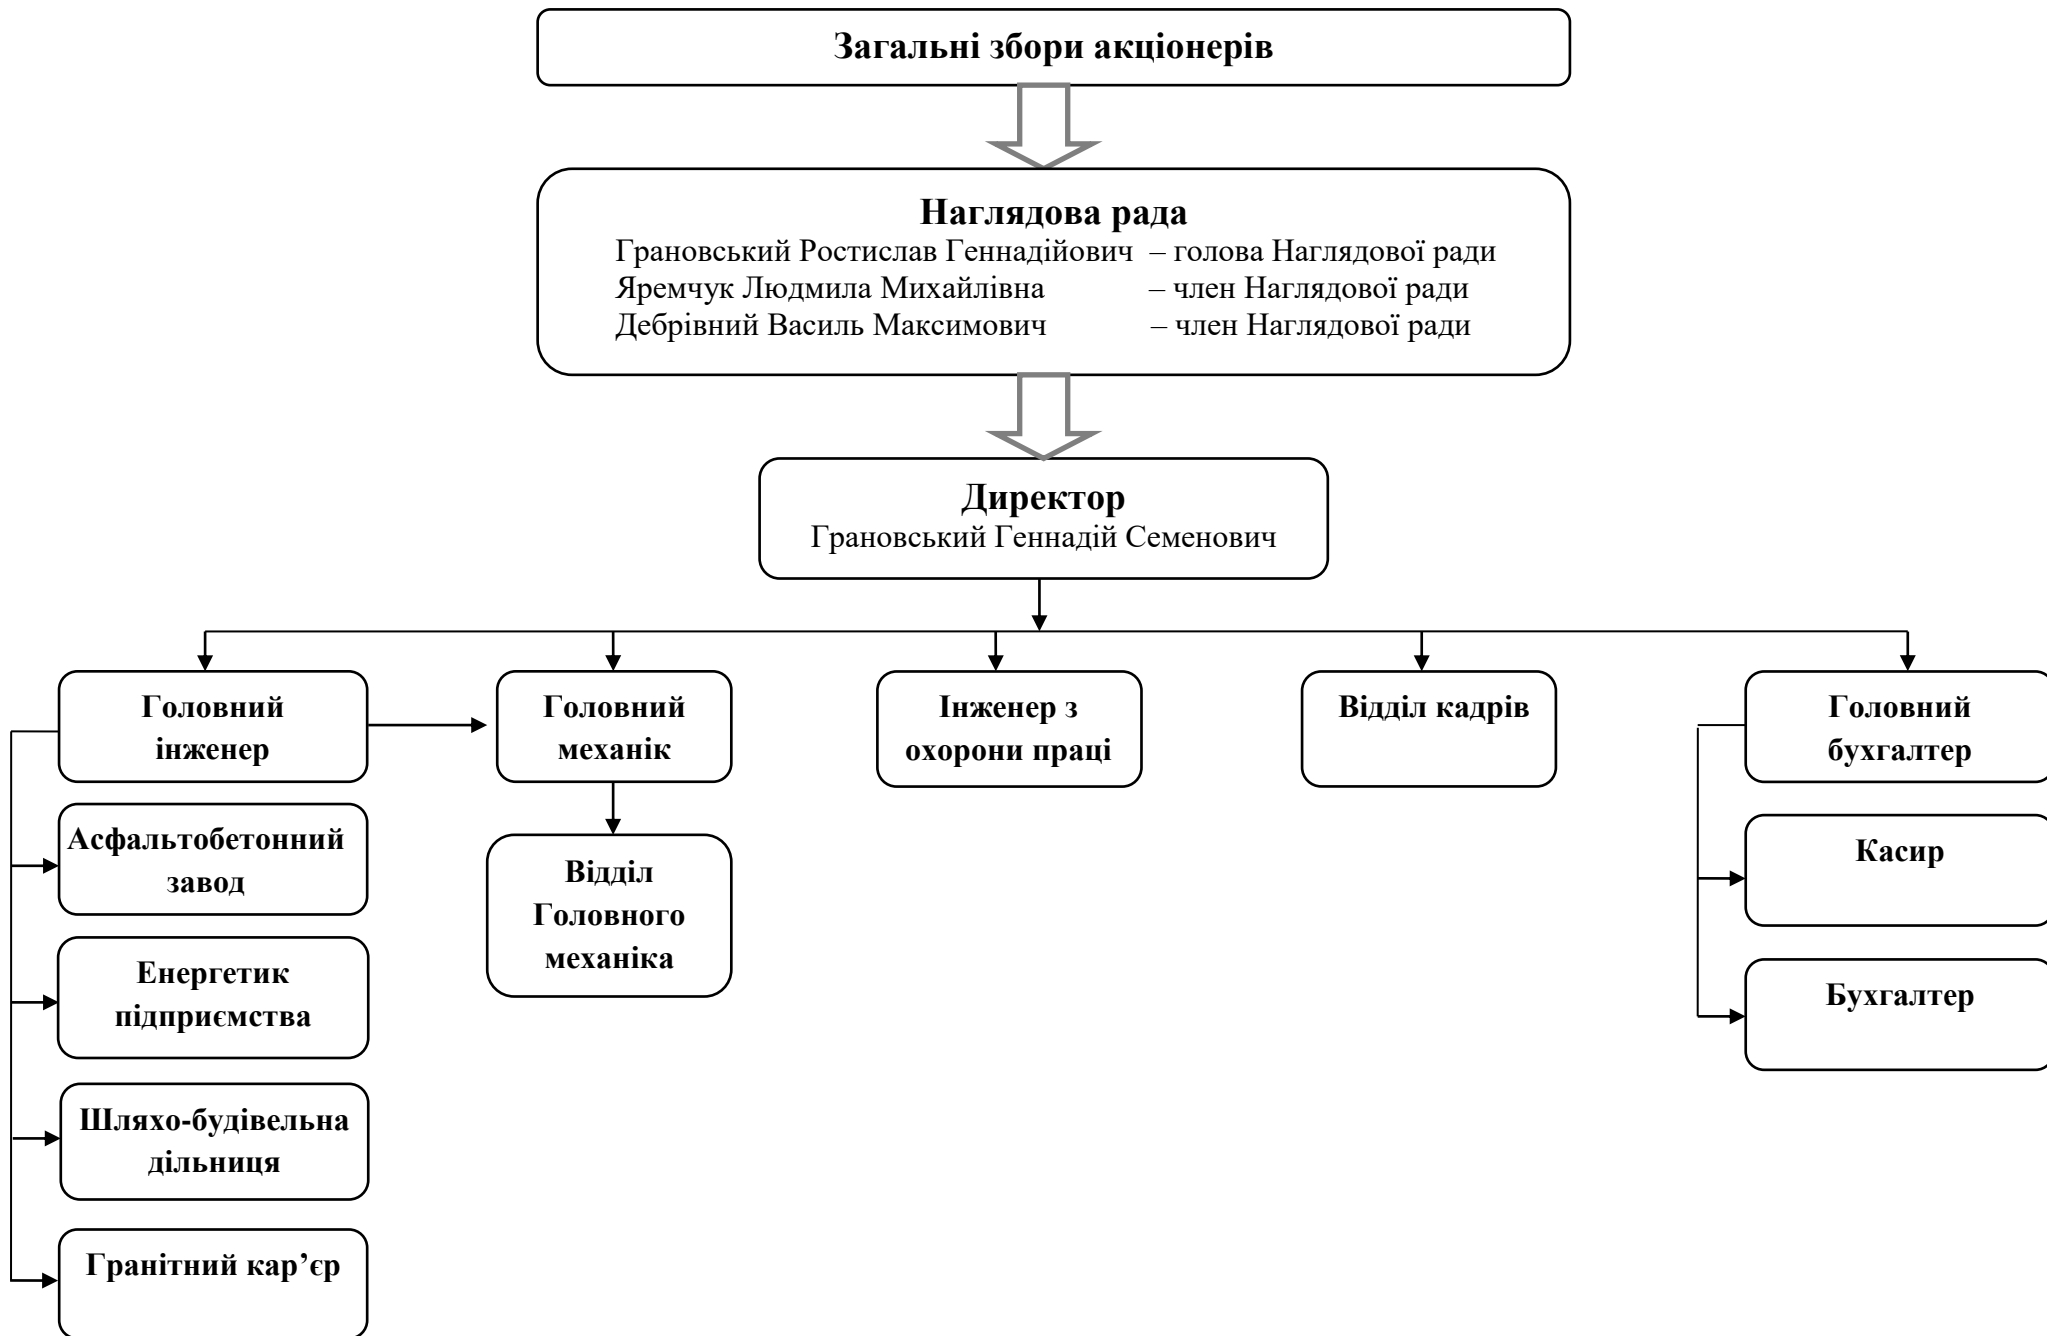 Загальні збори акціонерів
Наглядова рада
Грановський Ростислав Геннадійович – голова Наглядової ради
Яремчук Людмила Михайлівна – член Наглядової ради
Дебрівний Василь Максимович – член Наглядової ради
Директор
Грановський Геннадій Семенович
Головний
інженер
Головний
механік
Інженер з
охорони праці
Відділ кадрів
Головний
бухгалтер
Асфальтобетонний
завод
Відділ
Головного
механіка
Касир
Енергетик
підприємства
Бухгалтер
Шляхо-будівельна
дільниця
Гранітний кар’єр